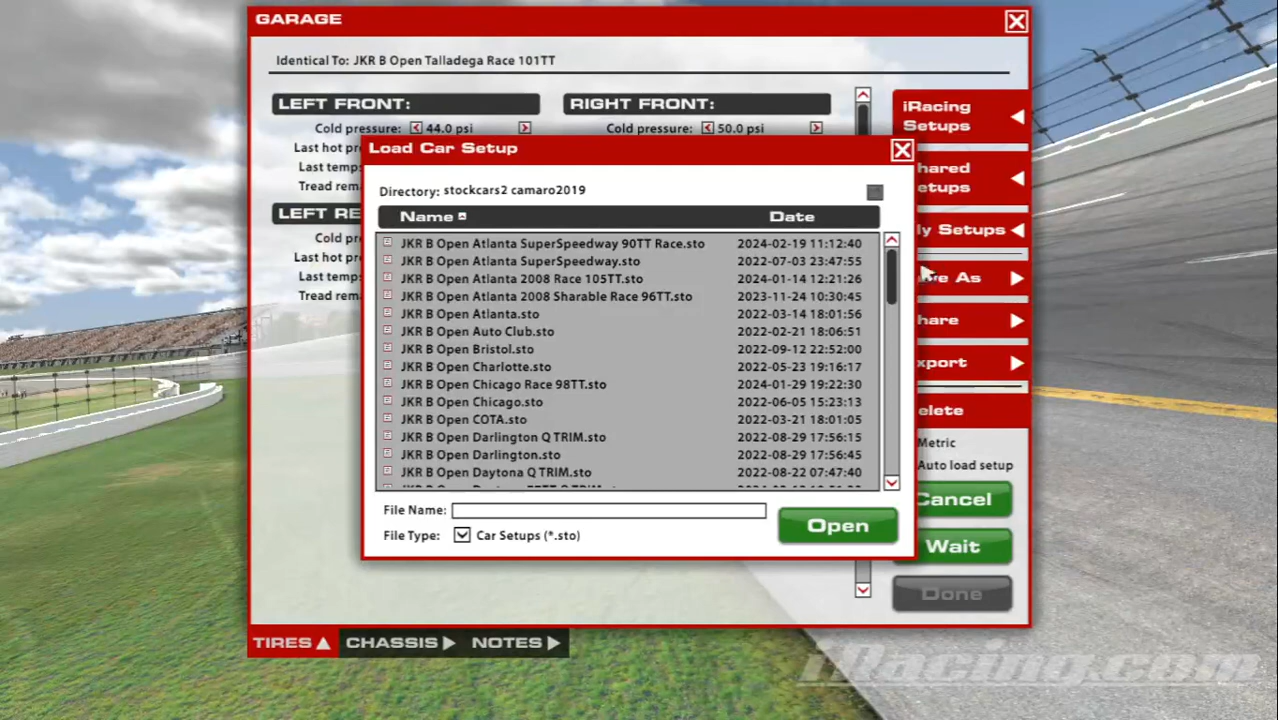 GARAGE
Identical To: JKR B Open Talladega Race 101TT
LEFT FRONT:
RIGHT FRONT:
Cold pressure: 44.0 psi
Cold pressure: 50.0 psi
Last hot pr
Last temps
Tread rema
LEFT RE
Cold pr
Last hot pr
Last temps
Tread rema
iRacing Setups
hared etups
y Setups
e As
hare
xport
elete
Metric
Auto load setup
Cancel
Wait
Done
Load Car Setup
Directory: stockcars2 camaro2019
Name Date
JKR B Open Atlanta SuperSpeedway 90TT Race.sto 2024-02-19 11:12:40
JKR B Open Atlanta SuperSpeedway.sto 2022-07-03 23:47:55
JKR B Open Atlanta 2008 Race 105TT.sto 2024-01-14 12:21:26
JKR B Open Atlanta 2008 Sharable Race 96TT.sto 2023-11-24 10:30:45
JKR B Open Atlanta.sto 2022-03-14 18:01:56
JKR B Open Auto Club.sto 2022-02-21 18:06:51
JKR B Open Bristol.sto 2022-09-12 22:52:00
JKR B Open Charlotte.sto 2022-05-23 19:16:17
JKR B Open Chicago Race 98TT.sto 2024-01-29 19:22:30
JKR B Open Chicago.sto 2022-06-05 15:23:13
JKR B Open COTA.sto 2022-03-21 18:01:05
JKR B Open Darlington Q TRIM.sto 2022-08-29 17:56:15
JKR B Open Darlington.sto 2022-08-29 17:56:45
JKR B Open Daytona Q TRIM.sto 2022-08-22 07:47:40
File Name:
File Type: Car Setups (*.sto)
Open
TIRES CHASSIS NOTES
iRacing.com